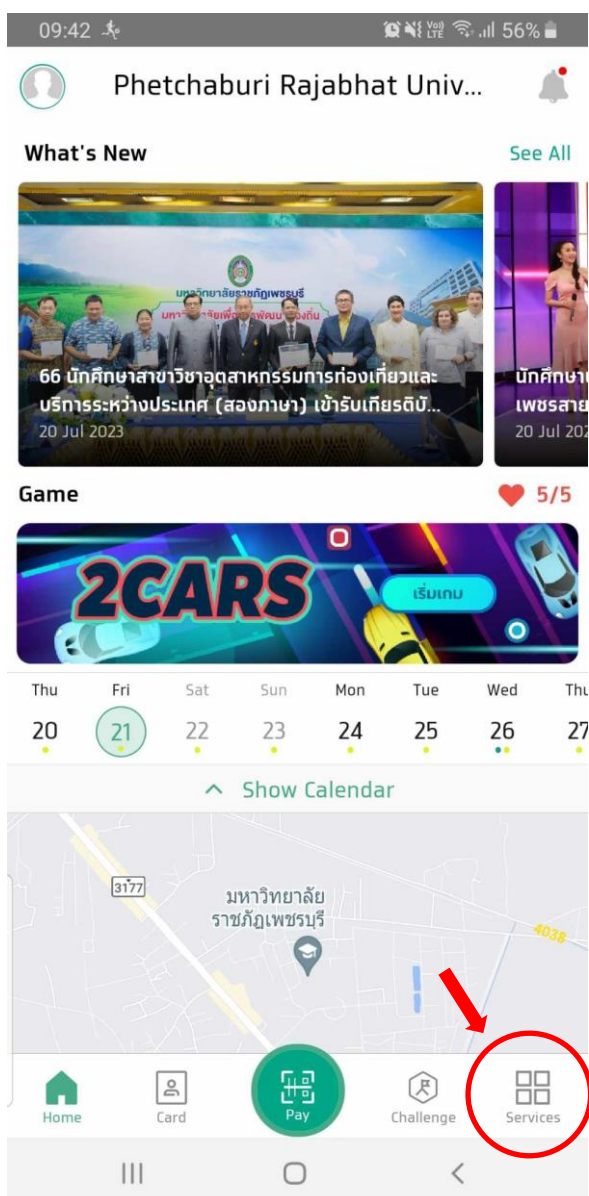 09:42
Vo)) LTE 56%
Phetchaburi Rajabhat Univ...
What's New See All
มหาวิทยาลัยราชภัฏเพชรบุรี
66 นักศึกษาสาขาวิชาอุตสาหกรรมการท่องเที่ยวและ
บริการระหว่างประเทศ (สองภาษา) เข้ารับเกียรติบั...
20 Jul 2023
นักศึกษา
เพชรสาย
20 Jul 202
Game 5/5
2CARS
เริ่มเกม
Thu Fri Sat Sun Mon Tue Wed Thu
20 21 22 23 24 25 26 27
Show Calendar
3177
มหาวิทยาลัย
ราชภัฏเพชรบุรี
4038
Home Card Pay Challenge Services